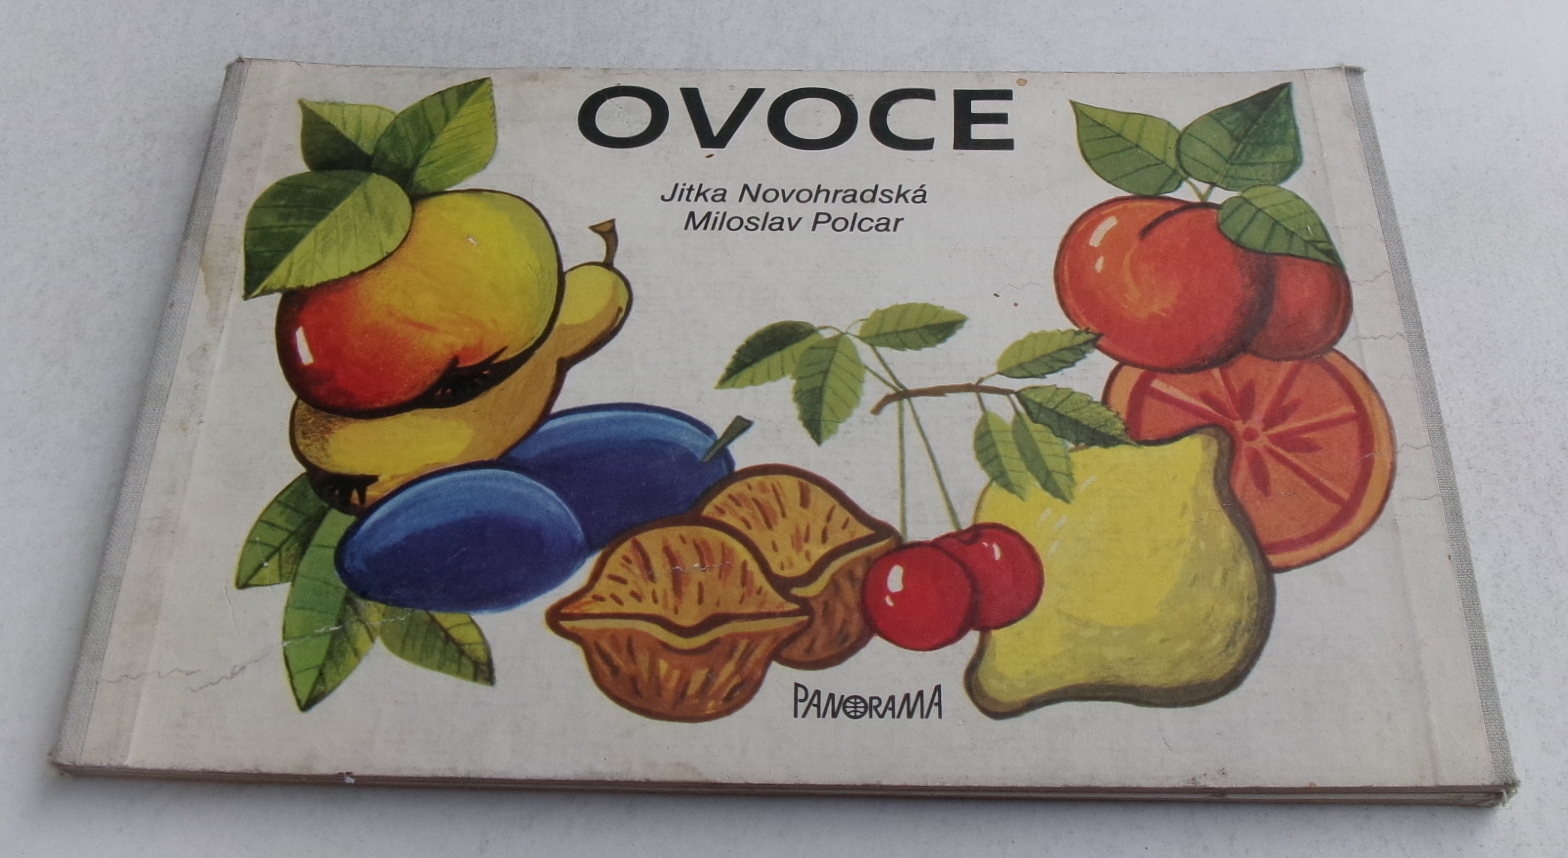 OVOCE
Jitka Novohradská
Miloslav Polcar
PANORAMA